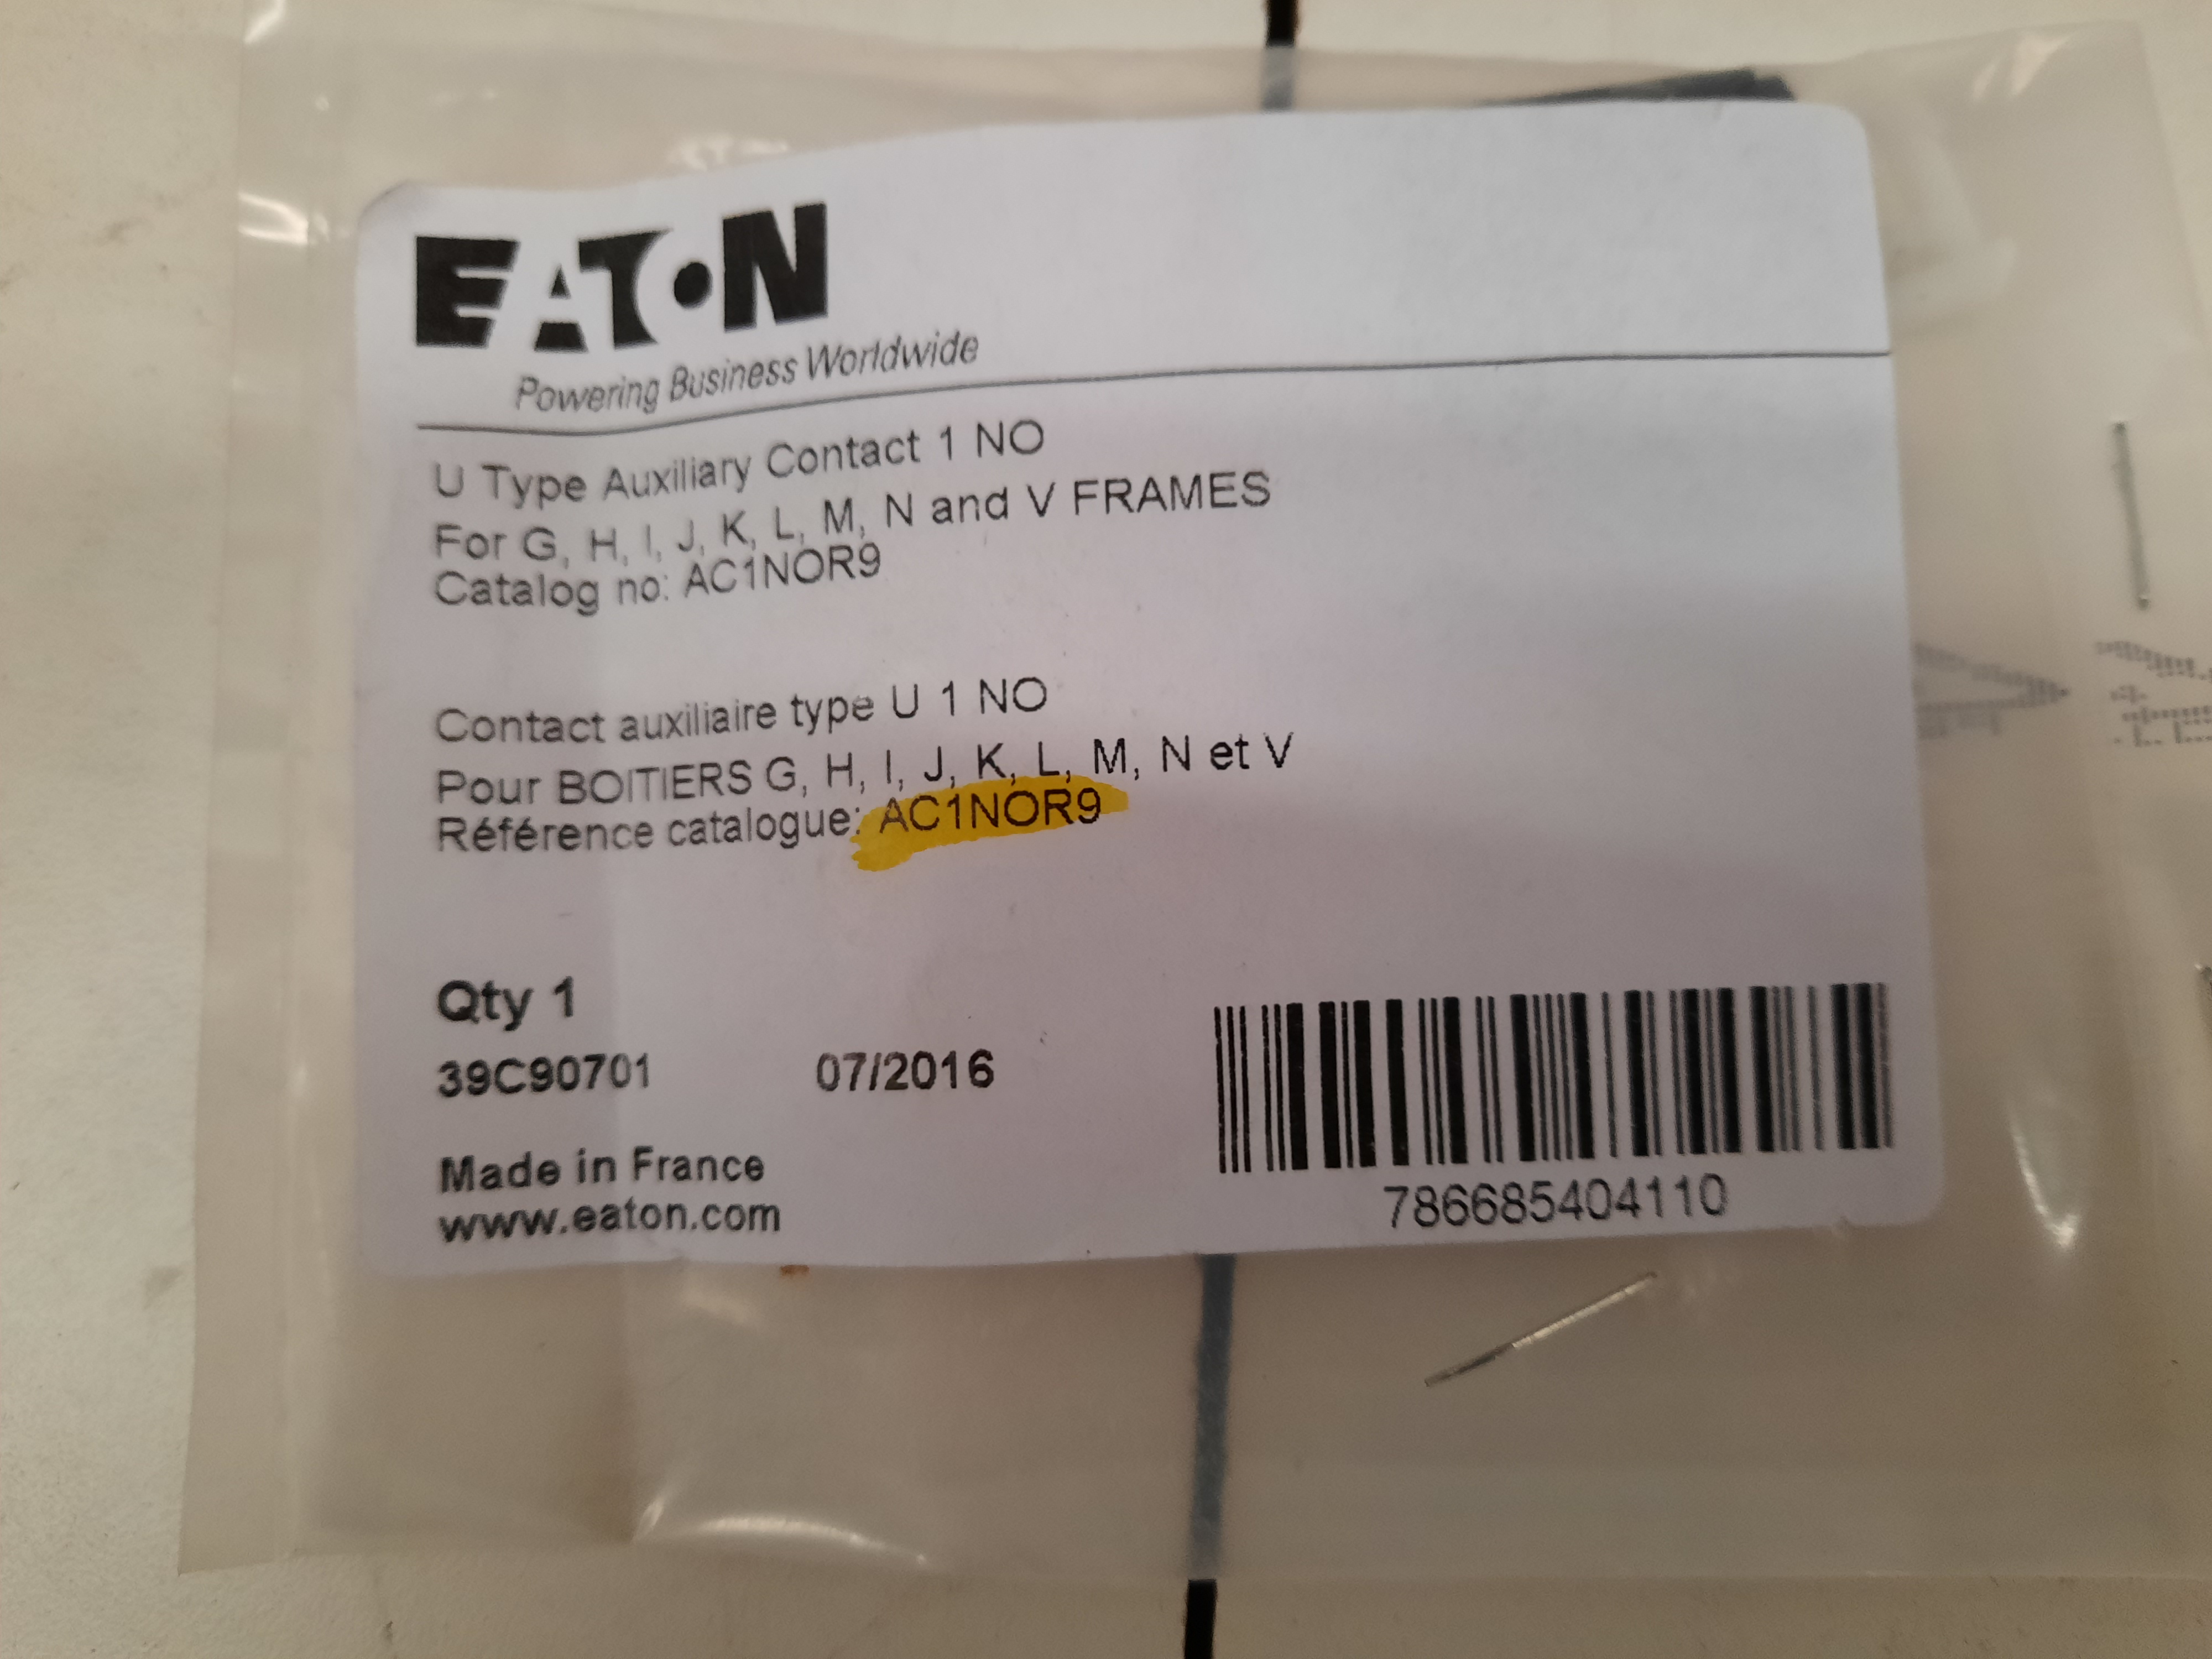 EATON
Powering Business Worldwide
U Type Auxiliary Contact 1 NO
For G, H, I, J, K, L, M, N and V FRAMES
Catalog no: AC1NOR9
Contact auxiliaire type U 1 NO
Pour BOITIERS G, H, I, J, K, L, M, N et V
Référence catalogue: AC1NOR9
Qty 1
39C90701 07/2016
Made in France
www.eaton.com
786685404110